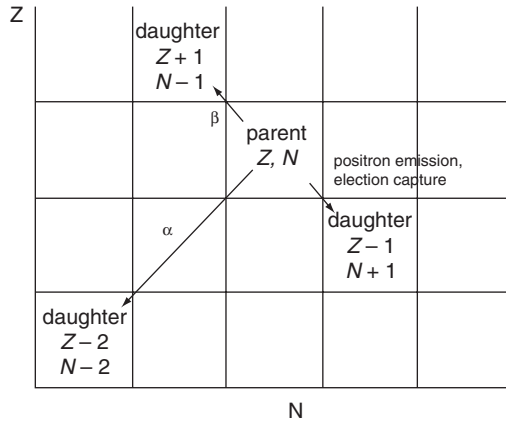 Z
daughter
Z + 1
N – 1
β
parent
Z, N
positron emission,
election capture
α
daughter
Z – 1
N + 1
daughter
Z – 2
N – 2
N